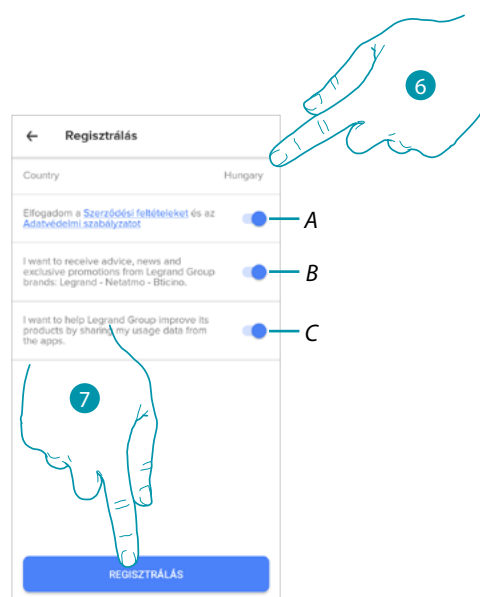 6
← Regisztrálás
Country Hungary
Elfogadom a Szerződési feltételeket és az
Adatvédelmi szabályzatot
A
I want to receive advice, news and
exclusive promotions from Legrand Group
brands: Legrand - Netatmo - Bticino.
B
I want to help Legrand Group improve its
products by sharing my usage data from
the apps.
C
7
REGISZTRÁLÁS